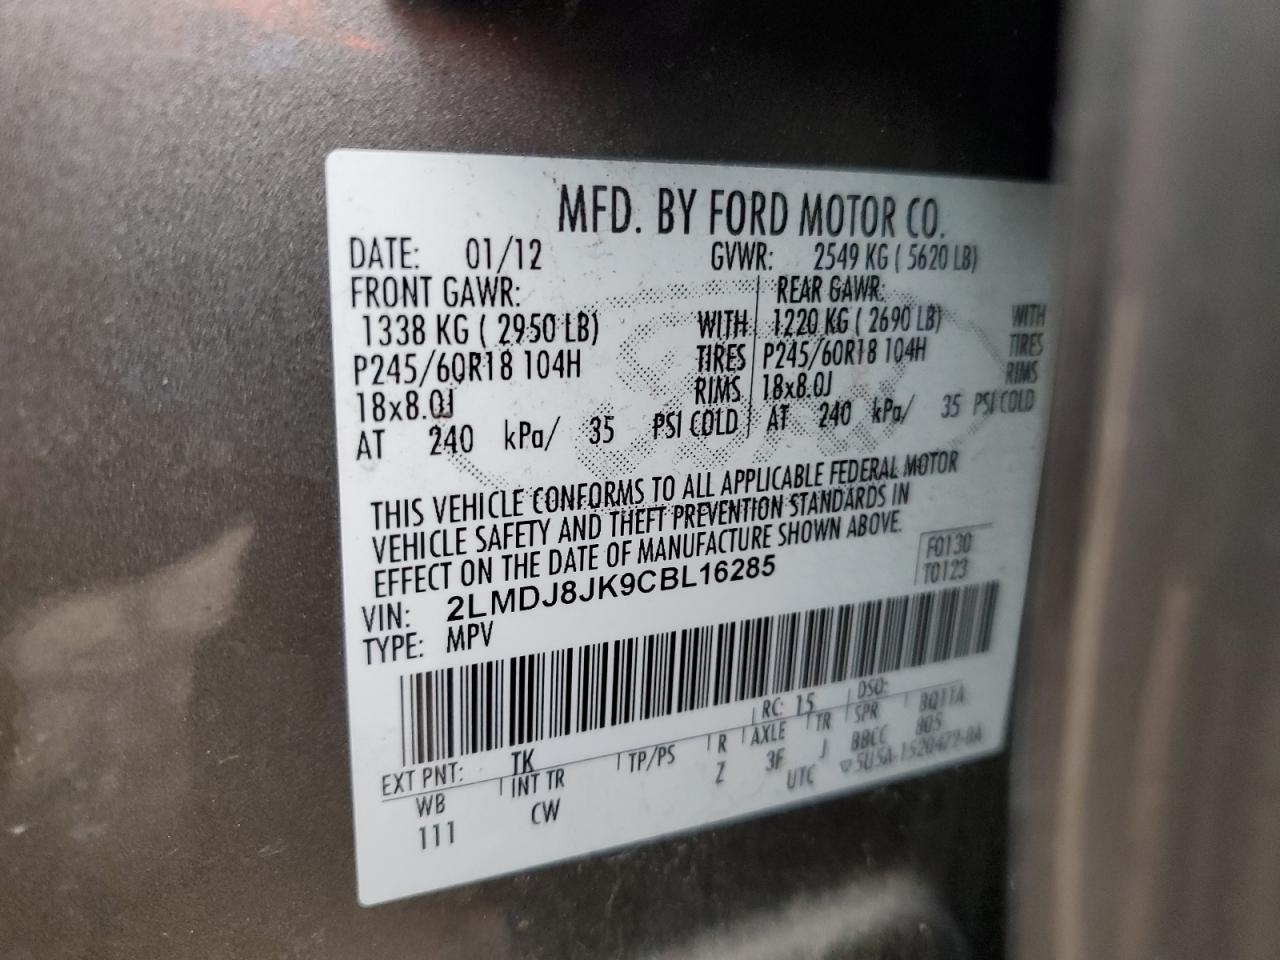 MFD. BY FORD MOTOR CO.
DATE: 01/12 GVWR: 2549 KG ( 5620 LB)
FRONT GAWR: REAR GAWR:
1338 KG ( 2950 LB) WITH 1220 KG ( 2690 LB) WITH
P245/60R18 104H TIRES P245/60R18 104H TIRES
18x8.0J RIMS 18x8.0J RIMS
AT 240 kPa/ 35 PSI COLD AT 240 kPa/ 35 PSI COLD
THIS VEHICLE CONFORMS TO ALL APPLICABLE FEDERAL MOTOR
VEHICLE SAFETY AND THEFT PREVENTION STANDARDS IN
EFFECT ON THE DATE OF MANUFACTURE SHOWN ABOVE.
VIN: 2LMDJ8JK9CBL16285 F0130
TYPE: MPV T0123
EXT PNT: TK RC: 15 DSO:
WB INT TR TP/PS R AXLE TR SPR BQ11A
111 CW Z 3F J BBCC 805
UTC 5U5A-1520472-0A